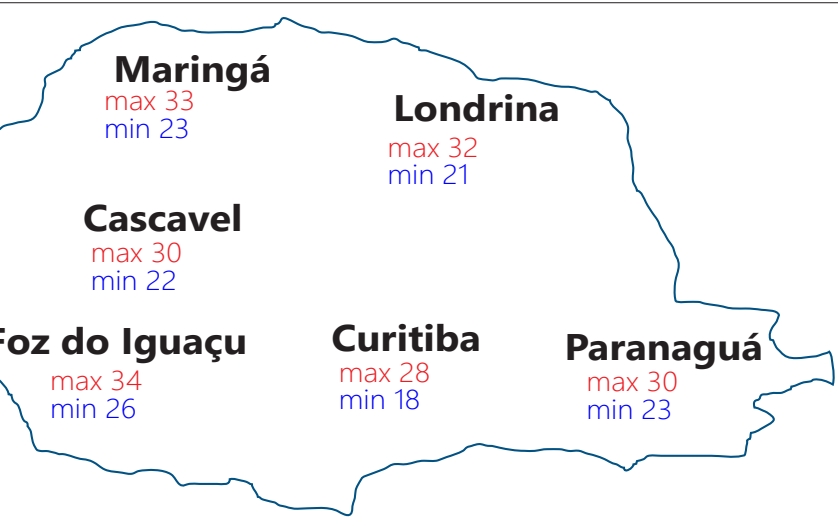 Maringá
max 33
min 23
Londrina
max 32
min 21
Cascavel
max 30
min 22
Foz do Iguaçu
max 34
min 26
Curitiba
max 28
min 18
Paranaguá
max 30
min 23